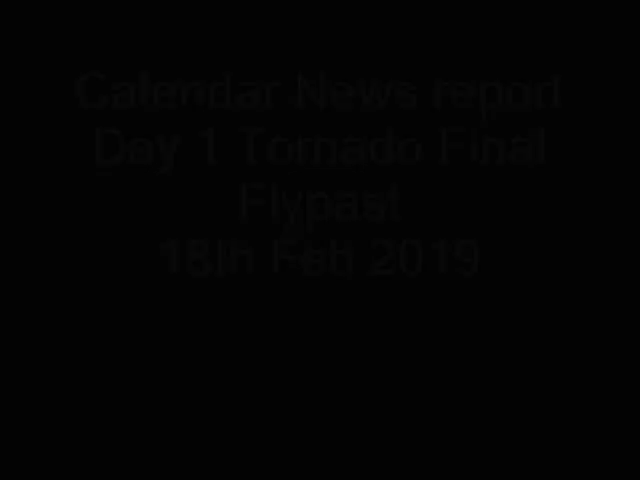 Calendar News report
Day 1 Tornado Final
Flypast
18th Feb 2019